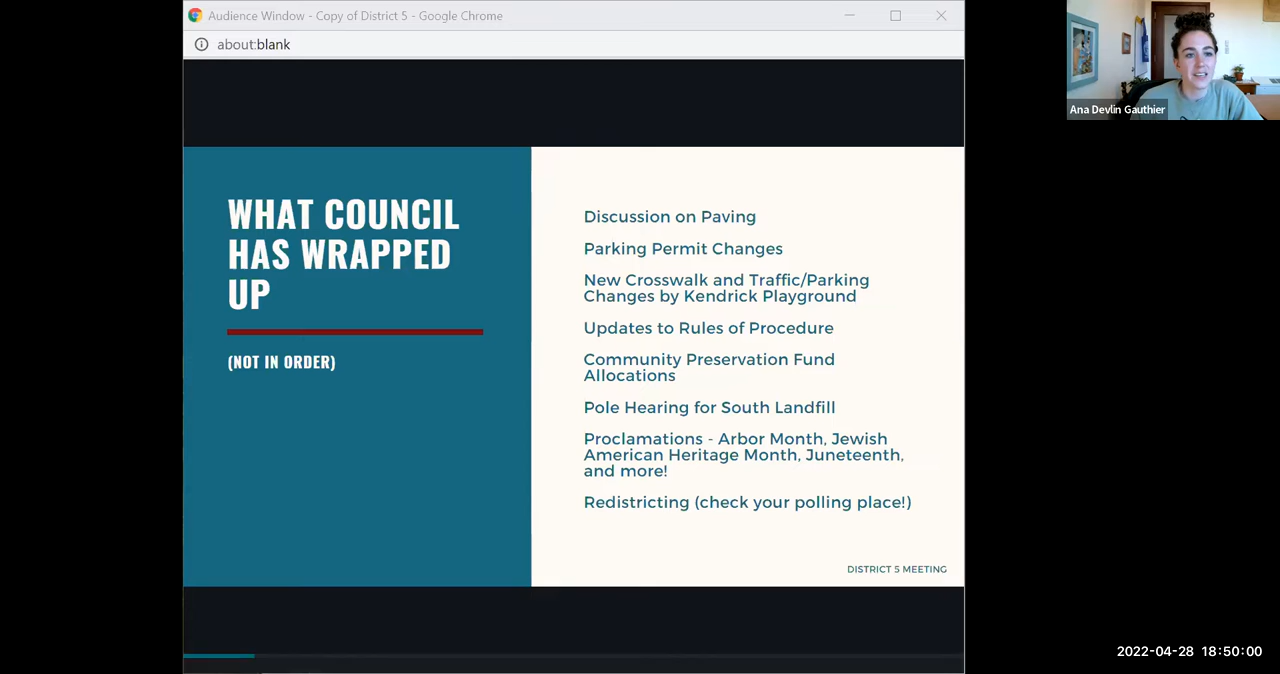 Audience Window - Copy of District 5 - Google Chrome
about:blank
Ana Devlin Gauthier
WHAT COUNCIL
HAS WRAPPED
UP
(NOT IN ORDER)
Discussion on Paving
Parking Permit Changes
New Crosswalk and Traffic/Parking
Changes by Kendrick Playground
Updates to Rules of Procedure
Community Preservation Fund
Allocations
Pole Hearing for South Landfill
Proclamations - Arbor Month, Jewish
American Heritage Month, Juneteenth,
and more!
Redistricting (check your polling place!)
DISTRICT 5 MEETING
2022-04-28 18:50:00